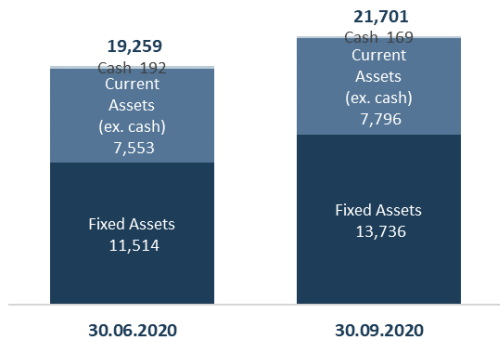 19,259
Cash 192
Current
Assets
(ex. cash)
7,553
Fixed Assets
11,514
30.06.2020
21,701
Cash 169
Current
Assets
(ex. cash)
7,796
Fixed Assets
13,736
30.09.2020